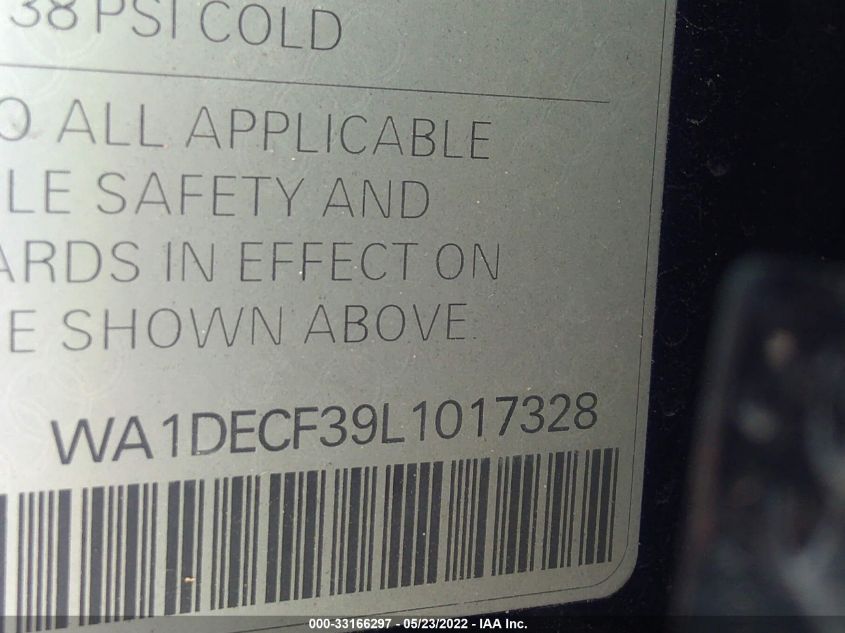 38 PSI COLD
O ALL APPLICABLE
LE SAFETY AND
ARDS IN EFFECT ON
E SHOWN ABOVE.
WA1DECF39L1017328
000-33166297 - 05/23/2022 - IAA Inc.